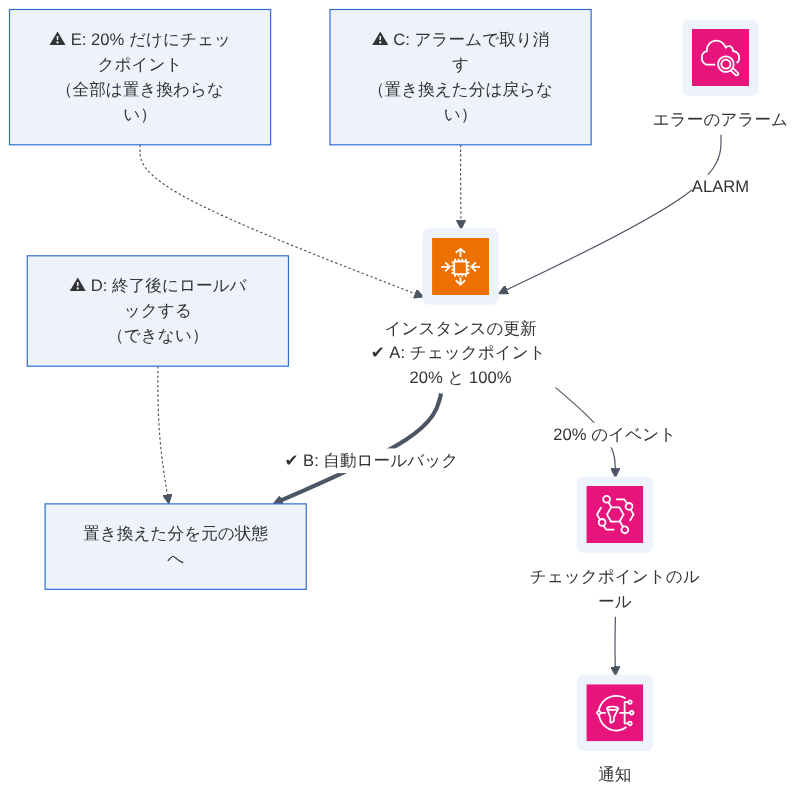 ⚠ E: 20% だけにチェッ
クポイント
（全部は置き換わらな
い）
⚠ C: アラームで取り消
す
（置き換えた分は戻らな
い）
エラーのアラーム
ALARM
⚠ D: 終了後にロールバ
ックする
（できない）
インスタンスの更新
✔ A: チェックポイント
20% と 100%
20% のイベント
✔ B: 自動ロールバック
置き換えた分を元の状態
へ
チェックポイントのル
ール
通知